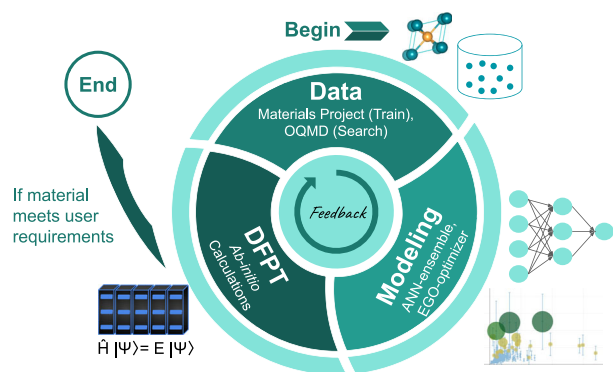 Begin
End
Data
Materials Project (Train),
OQMD (Search)
If material
meets user
requirements
Feedback
DFPT
Ab-initio
Calculations
Modeling
ANN-ensemble,
EGO-optimizer
Ĥ |Ψ⟩= E |Ψ⟩